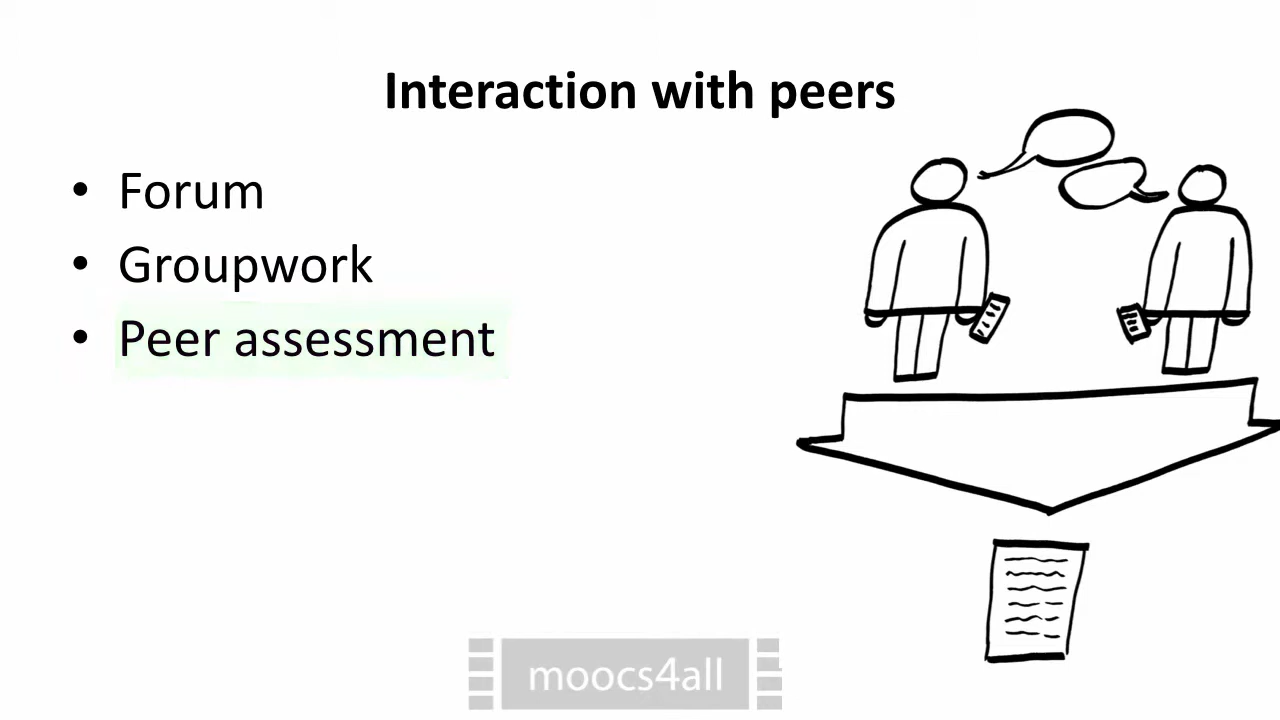 Interaction with peers
• Forum
• Groupwork
• Peer assessment
moocs4all